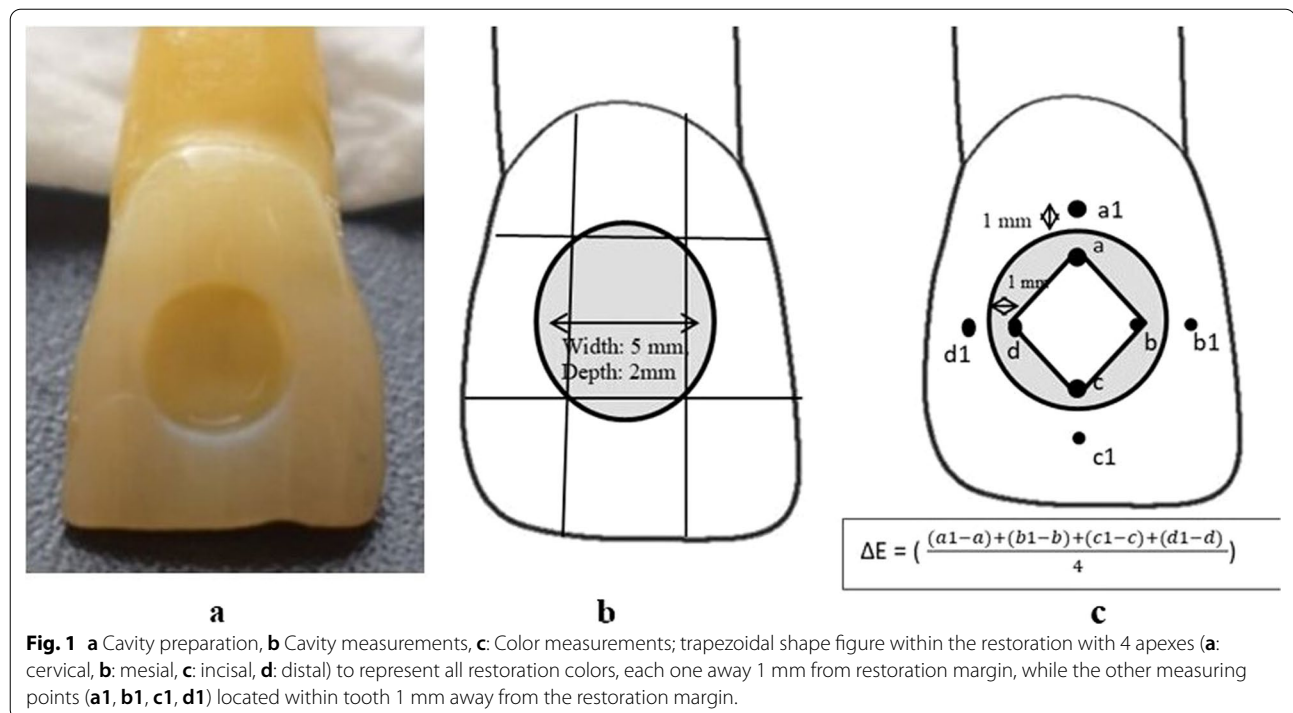 Width: 5 mm
Depth: 2mm
1 mm
a1
a
1 mm
d1
d
b
b1
c
c1
ΔE = ( \frac{(a1−a)+(b1−b)+(c1−c)+(d1−d)}{4} )
a
b
c
Fig. 1 a Cavity preparation, b Cavity measurements, c: Color measurements; trapezoidal shape figure within the restoration with 4 apexes (a:
cervical, b: mesial, c: incisal, d: distal) to represent all restoration colors, each one away 1 mm from restoration margin, while the other measuring
points (a1, b1, c1, d1) located within tooth 1 mm away from the restoration margin.